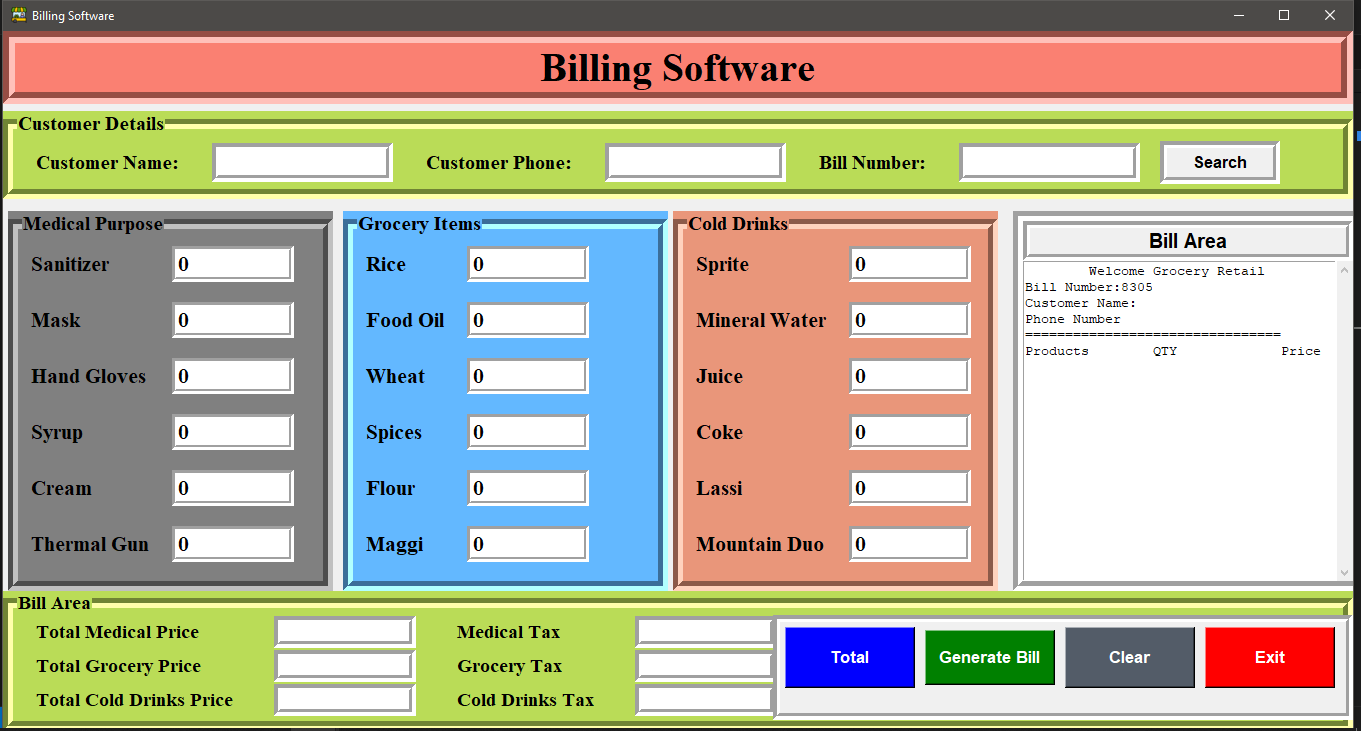 Billing Software
Billing Software
Customer Details
Customer Name: Customer Phone: Bill Number: Search
Medical Purpose
Sanitizer 0
Mask 0
Hand Gloves 0
Syrup 0
Cream 0
Thermal Gun 0
Grocery Items
Rice 0
Food Oil 0
Wheat 0
Spices 0
Flour 0
Maggi 0
Cold Drinks
Sprite 0
Mineral Water 0
Juice 0
Coke 0
Lassi 0
Mountain Duo 0
Bill Area
Welcome Grocery Retail
Bill Number:8305
Customer Name:
Phone Number
================================
Products QTY Price
Bill Area
Total Medical Price Medical Tax
Total Grocery Price Grocery Tax
Total Cold Drinks Price Cold Drinks Tax
Total Generate Bill Clear Exit